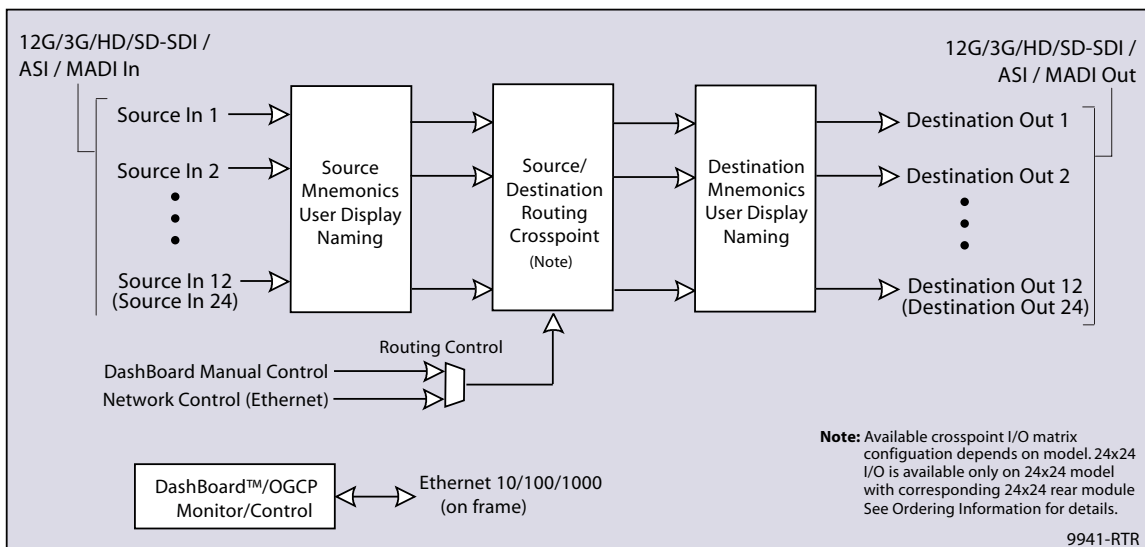 12G/3G/HD/SD-SDI /
ASI / MADI In
12G/3G/HD/SD-SDI /
ASI / MADI Out
Source In 1
Source In 2
Source In 12
(Source In 24)
Source
Mnemonics
User Display
Naming
Source/
Destination
Routing
Crosspoint
(Note)
Destination
Mnemonics
User Display
Naming
Destination Out 1
Destination Out 2
Destination Out 12
(Destination Out 24)
Routing Control
DashBoard Manual Control
Network Control (Ethernet)
DashBoard™/OGCP
Monitor/Control
Ethernet 10/100/1000
(on frame)
Note: Available crosspoint I/O matrix
configuation depends on model. 24x24
I/O is available only on 24x24 model
with corresponding 24x24 rear module
See Ordering Information for details.
9941-RTR